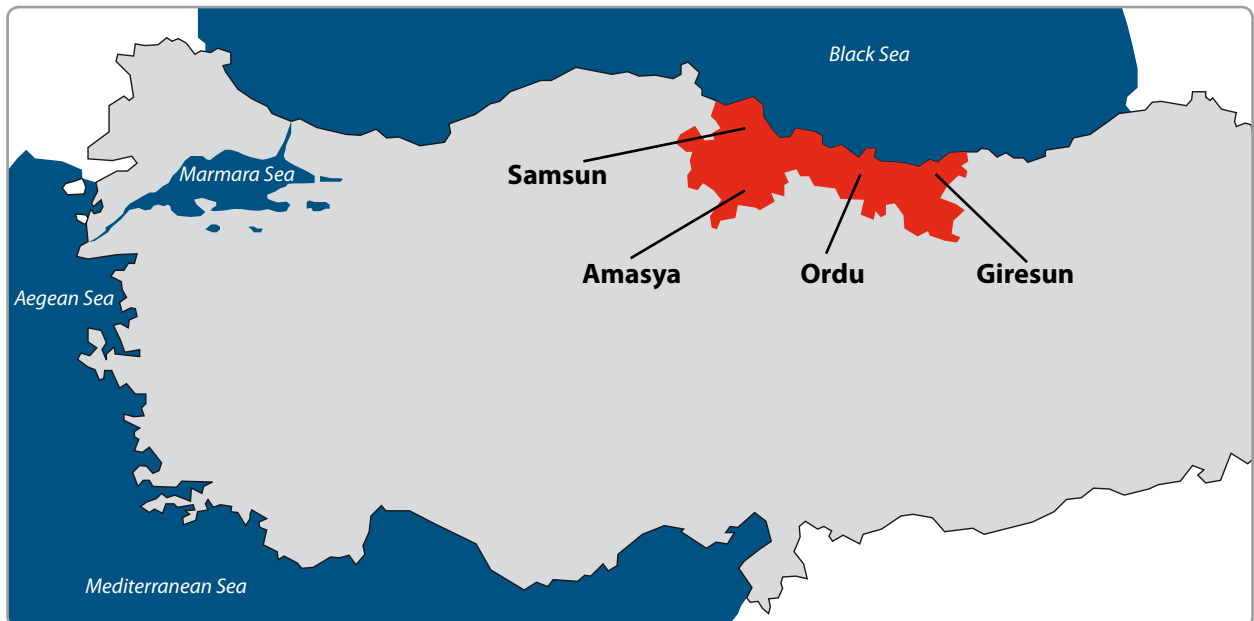 Black Sea
Marmara Sea
Samsun
Amasya
Ordu
Giresun
Aegean Sea
Mediterranean Sea